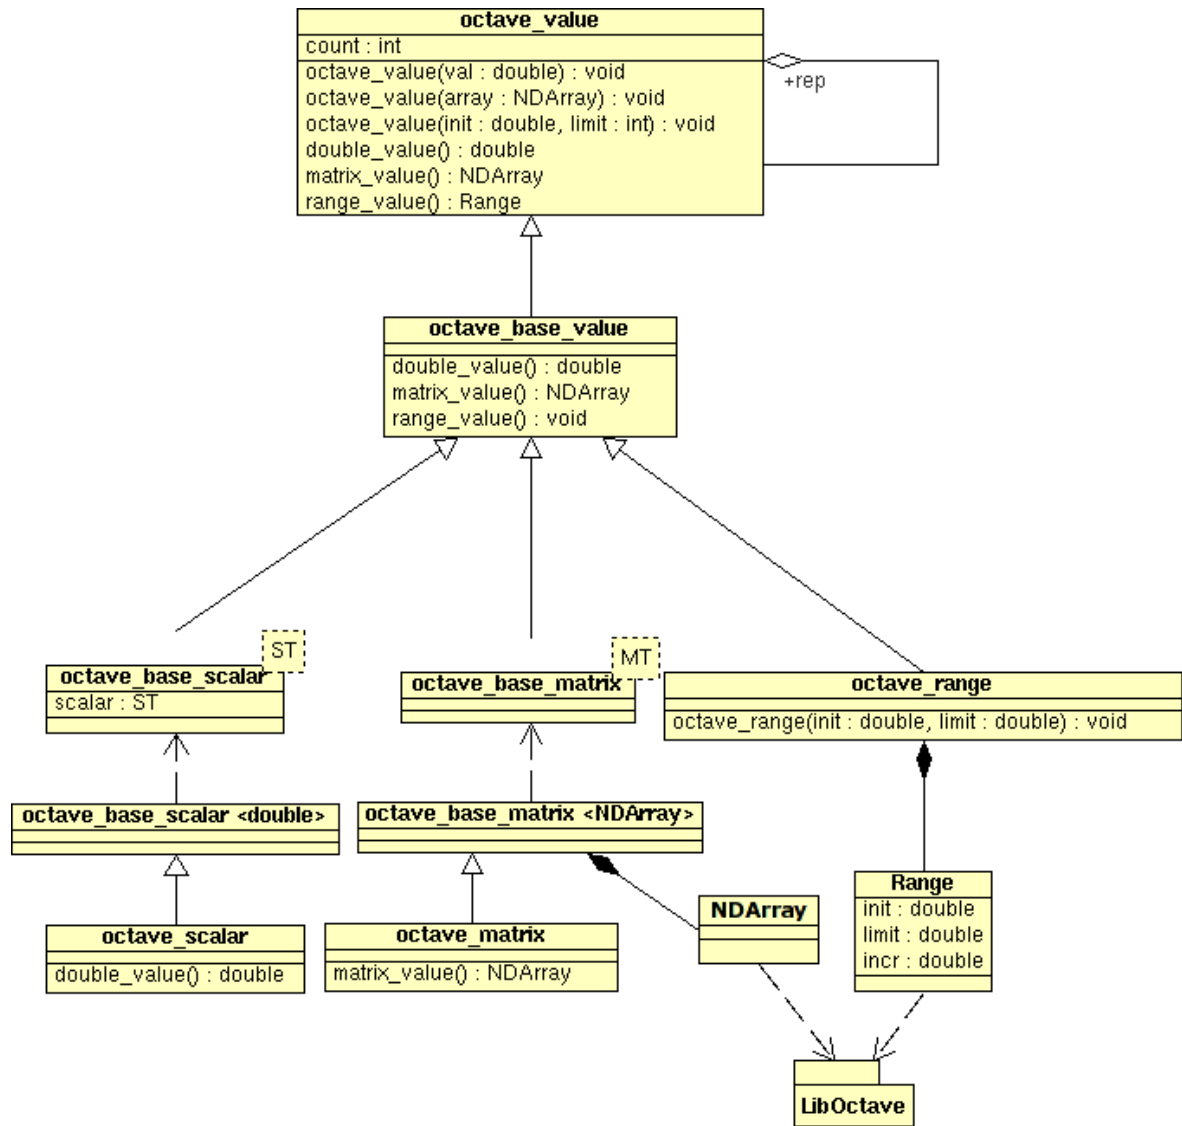 octave_value
count : int
octave_value(val : double) : void
octave_value(array : NDArray) : void
octave_value(init : double, limit : int) : void
double_value() : double
matrix_value() : NDArray
range_value() : Range
+rep
octave_base_value
double_value() : double
matrix_value() : NDArray
range_value() : void
ST
octave_base_scalar
scalar : ST
MT
octave_base_matrix
octave_range
octave_range(init : double, limit : double) : void
octave_base_scalar <double>
octave_base_matrix <NDArray>
octave_scalar
double_value() : double
octave_matrix
matrix_value() : NDArray
NDArray
Range
init : double
limit : double
incr : double
LibOctave